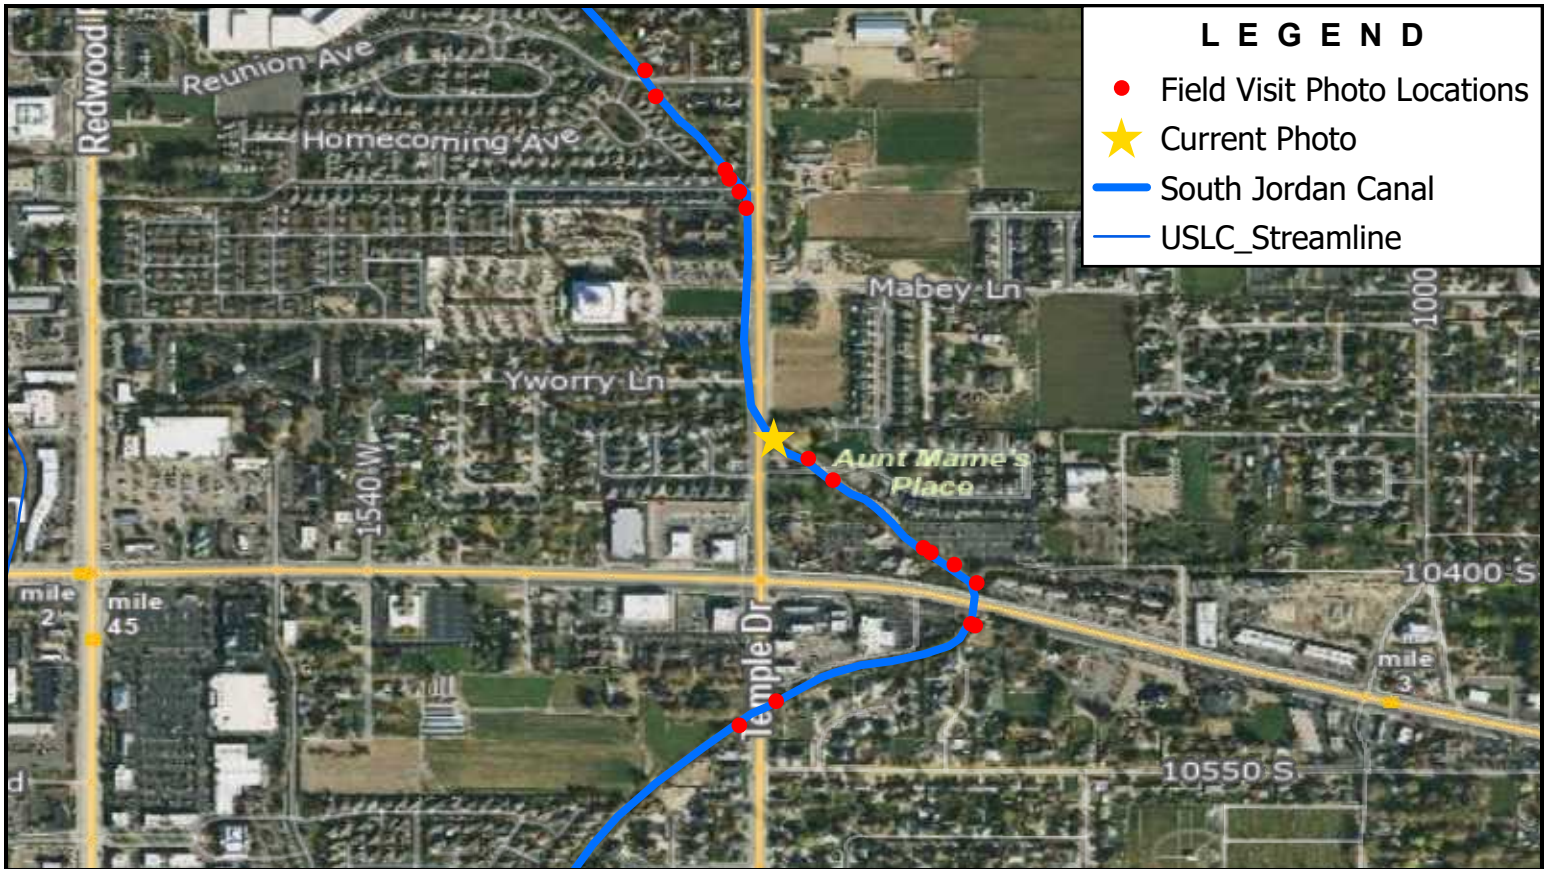 L E G E N D
Field Visit Photo Locations
Current Photo
South Jordan Canal
USLC_Streamline
Redwood
Reunion Ave
Homecoming Ave
Mabey Ln
1000
Yworry Ln
Aunt Mame's
Place
1540 W
10400 S
mile
2
mile
45
Temple Dr
mile
3
10550 S
d